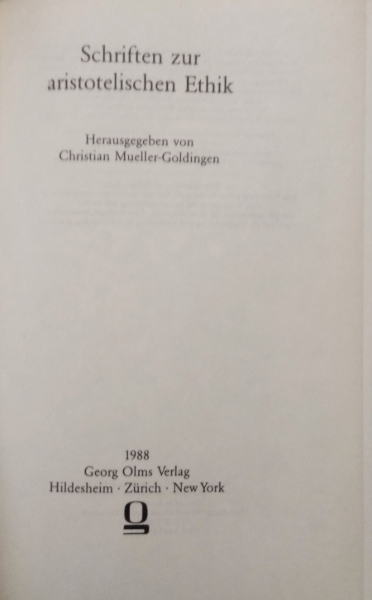 Schriften zur
aristotelischen Ethik
Herausgegeben von
Christian Mueller-Goldingen
1988
Georg Olms Verlag
Hildesheim · Zürich · New York